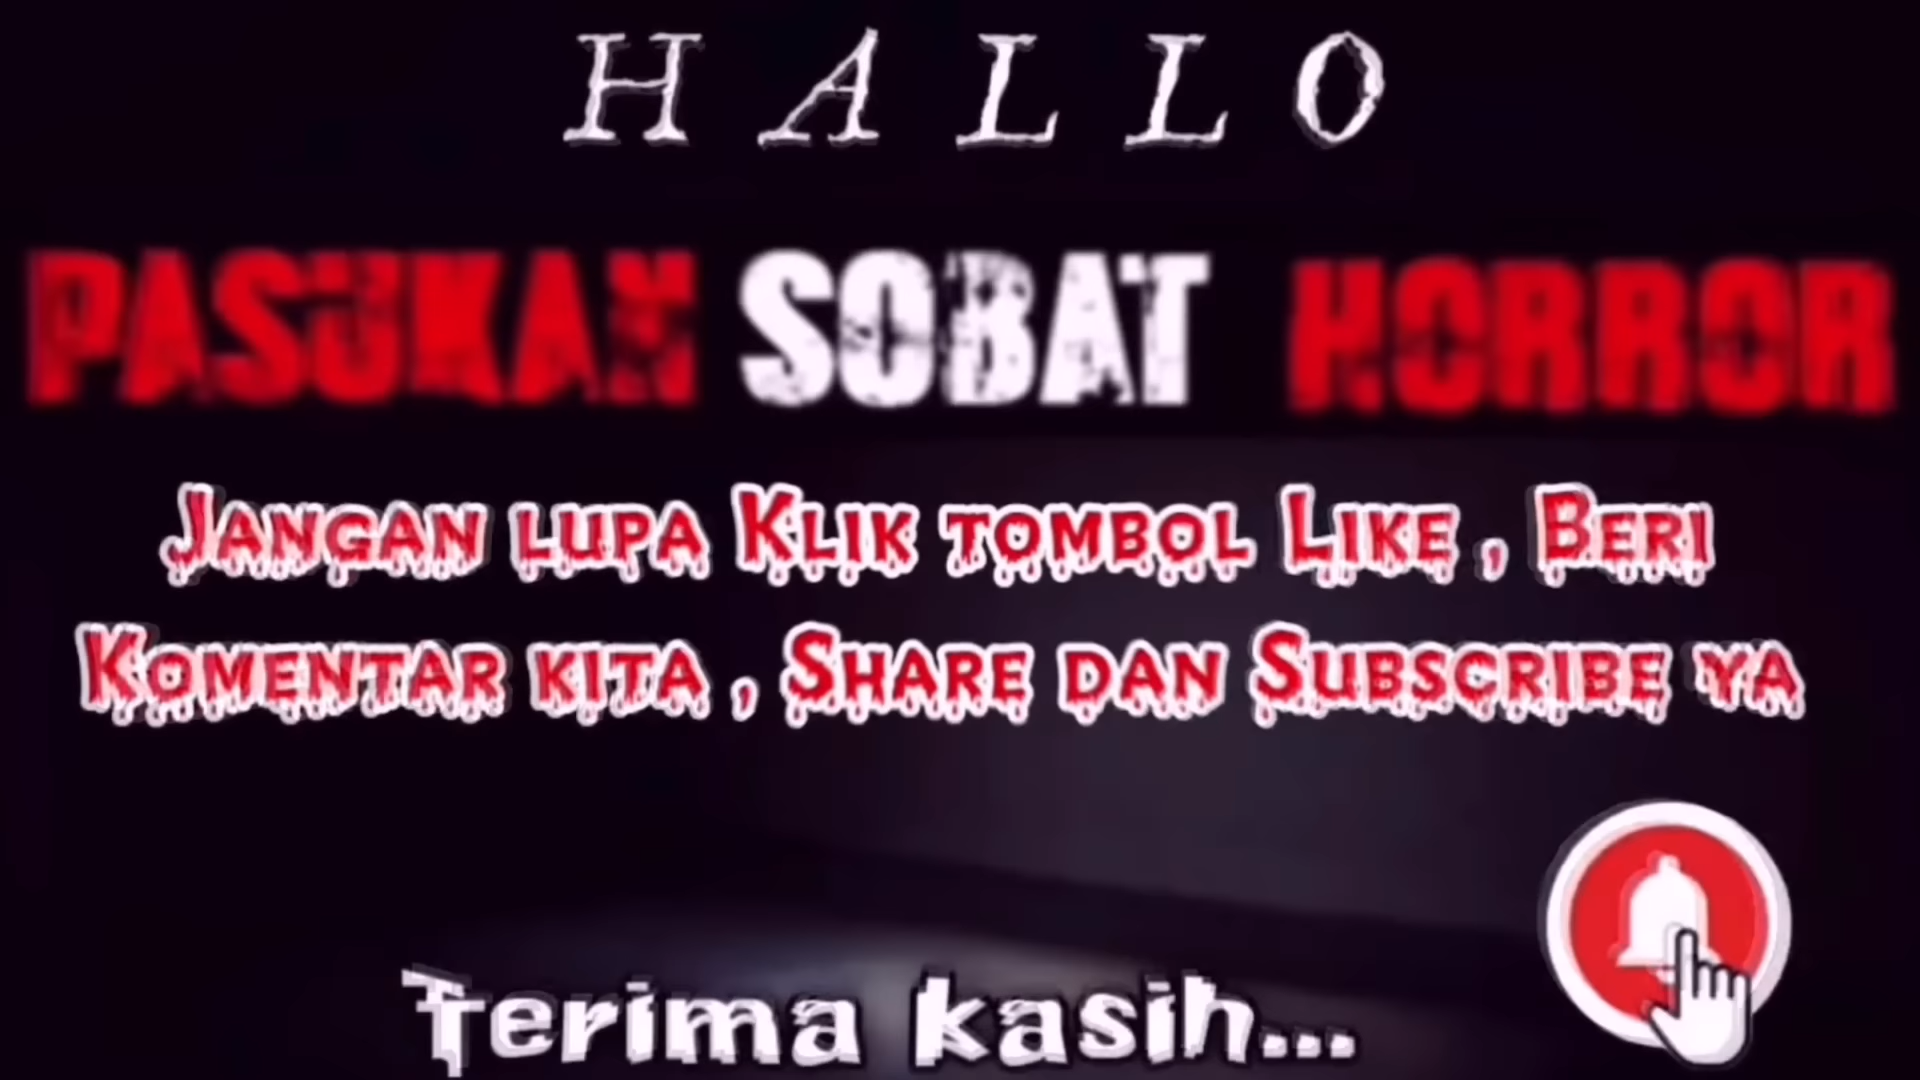 HALLO
PASUKAN SOBAT HORROR
Jangan lupa Klik tombol Like , Beri
Komentar kita , Share dan Subscribe ya
Terima kasih...